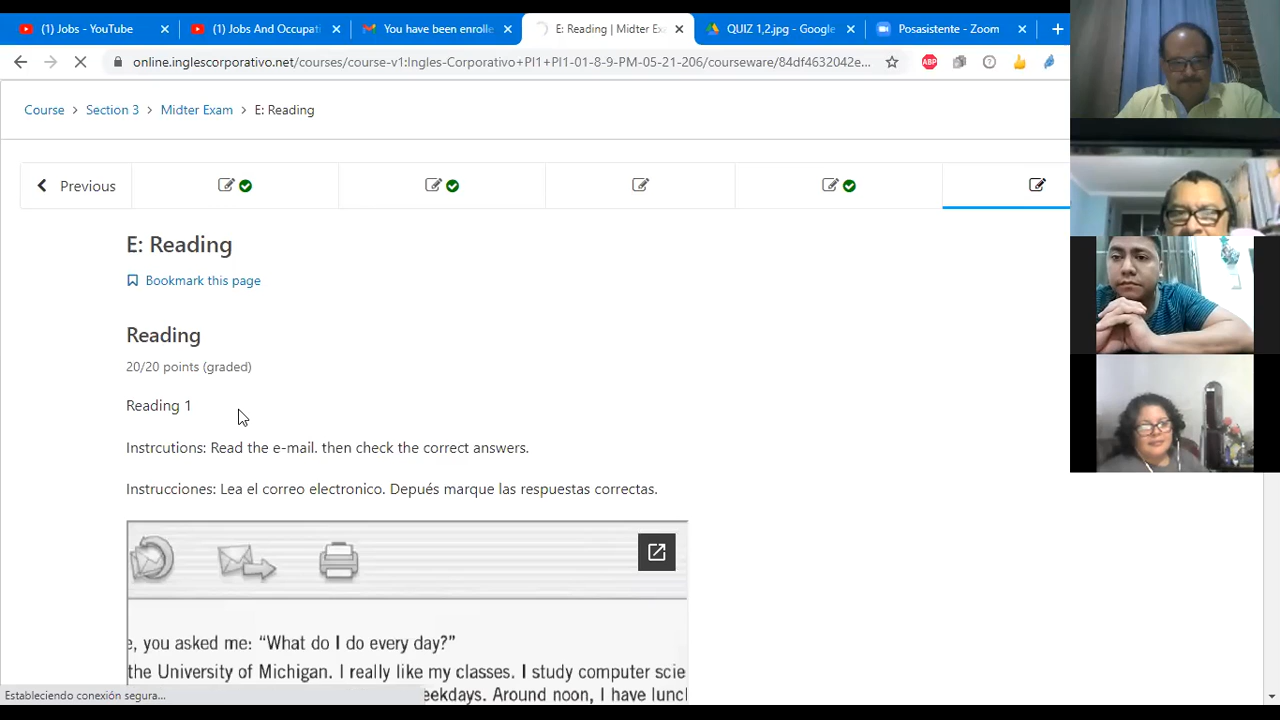 (1) Jobs - YouTube
(1) Jobs And Occupati
You have been enrolle
E: Reading | Midter Exa
QUIZ 1,2.jpg - Google
Posasistente - Zoom
online.inglescorporativo.net/courses/course-v1:Ingles-Corporativo+PI1+PI1-01-8-9-PM-05-21-206/courseware/84df4632042e...
ABP
Course
Section 3
Midter Exam
E: Reading
Previous
E: Reading
Bookmark this page
Reading
20/20 points (graded)
Reading 1
Instrcutions: Read the e-mail. then check the correct answers.
Instrucciones: Lea el correo electronico. Depués marque las respuestas correctas.
e, you asked me: “What do I do every day?”
the University of Michigan. I really like my classes. I study computer scie
eekdays. Around noon, I have luncl
Estableciendo conexión segura...